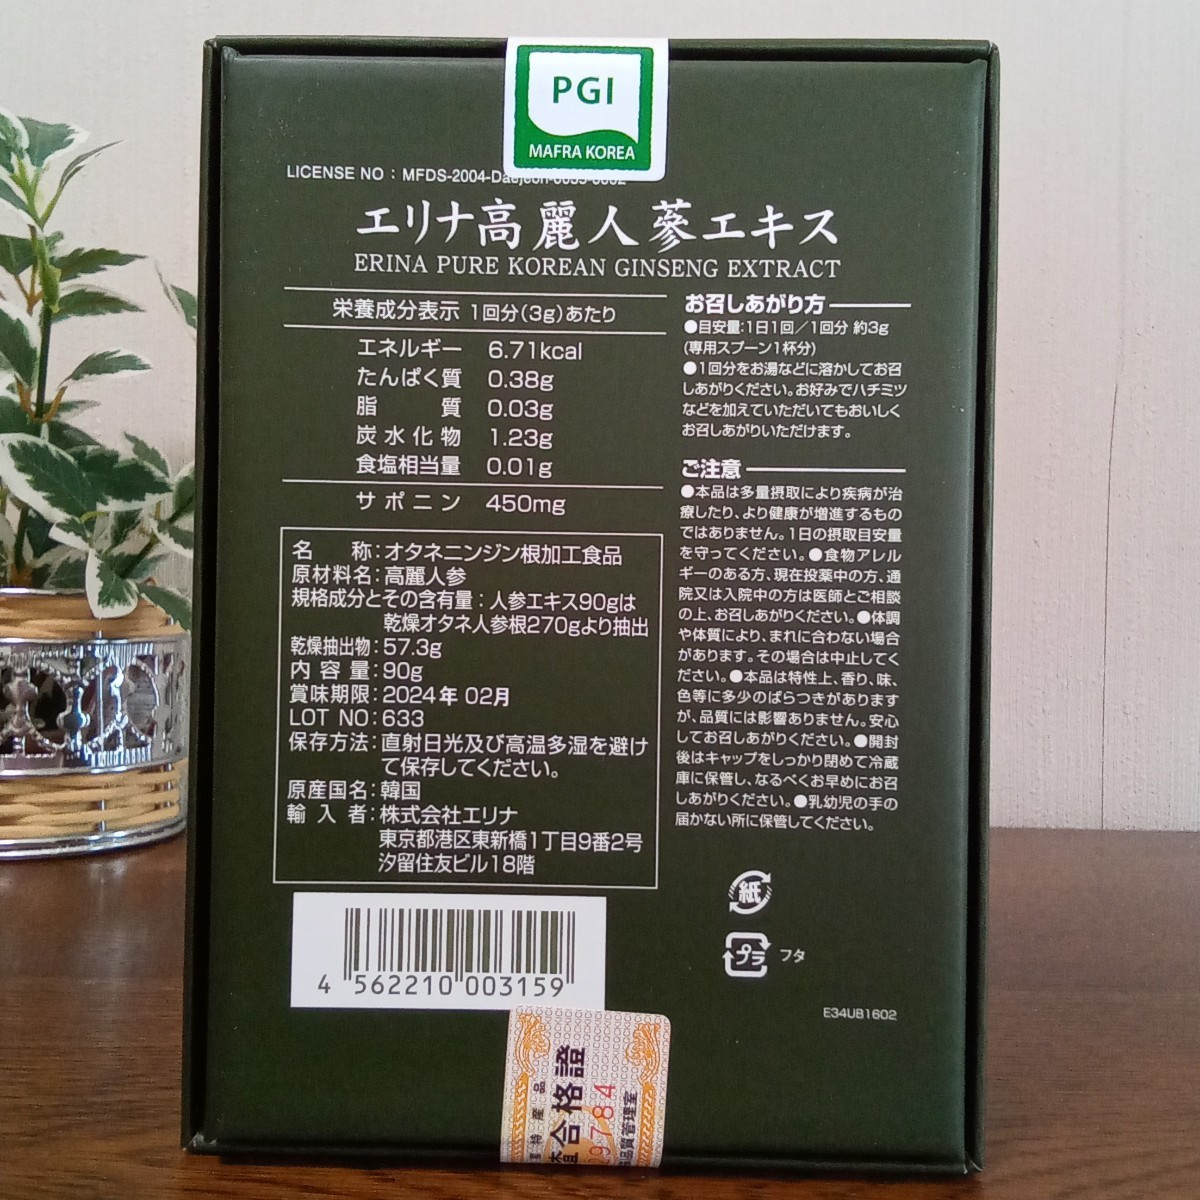 PGI
MAFRA KOREA
LICENSE NO : MFDS-2004-Daejeon-0035-0002
エリナ高麗人蔘エキス
ERINA PURE KOREAN GINSENG EXTRACT
栄養成分表示 1回分(3g)あたり
エネルギー 6.71kcal
たんぱく質 0.38g
脂質 0.03g
炭水化物 1.23g
食塩相当量 0.01g
サポニン 450mg
名称:オタネニンジン根加工食品
原材料名:高麗人参
規格成分とその含有量:人参エキス90gは
乾燥オタネ人参根270gより抽出
乾燥抽出物:57.3g
内容量:90g
賞味期限:2024年 02月
LOT NO:633
保存方法:直射日光及び高温多湿を避け
て保存してください。
原産国名:韓国
輸入者:株式会社エリナ
東京都港区東新橋1丁目9番2号
汐留住友ビル18階
4 562210 003159
お召しあがり方
●目安量:1日1回/1回分 約3g
(専用スプーン1杯分)
●1回分をお湯などに溶かしてお召
しあがりください。お好みでハチミツ
などを加えていただいてもおいしく
お召しあがりいただけます。
ご注意
●本品は多量摂取により疾病が治
療したり、より健康が増進するもの
ではありません。1日の摂取目安量
を守ってください。●食物アレル
ギーのある方、現在投薬中の方、通
院又は入院中の方は医師とご相談
の上、お召しあがりください。●体調
や体質により、まれに合わない場合
があります。その場合は中止してく
ださい。●本品は特性上、香り、味、
色等に多少のばらつきがあります
が、品質には影響ありません。安心
してお召しあがりください。●開封
後はキャップをしっかり閉めて冷蔵
庫に保管し、なるべくお早めにお召
しあがりください。●乳幼児の手の
届かない所に保管してください。
紙
プラ フタ
E34UB1602
特産品
合格證
29784
品質管理室